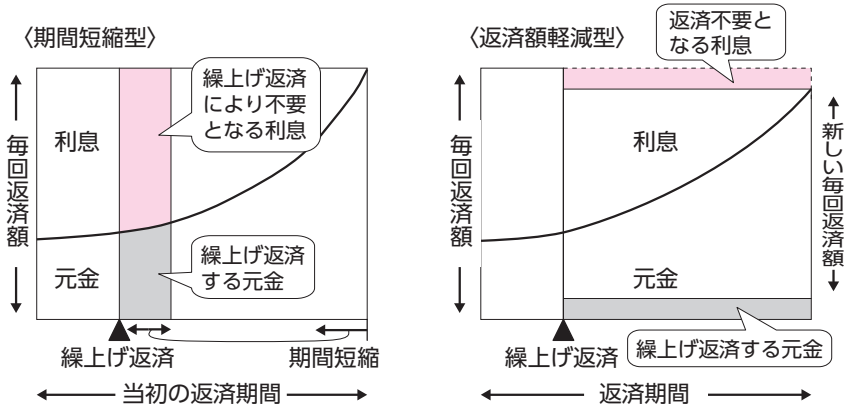 〈期間短縮型〉
繰上げ返済
により不要
となる利息
毎回返済額
利息
元金
繰上げ返済
する元金
繰上げ返済
期間短縮
当初の返済期間
〈返済額軽減型〉
返済不要と
なる利息
毎回返済額
利息
元金
新しい毎回返済額
繰上げ返済
繰上げ返済する元金
返済期間